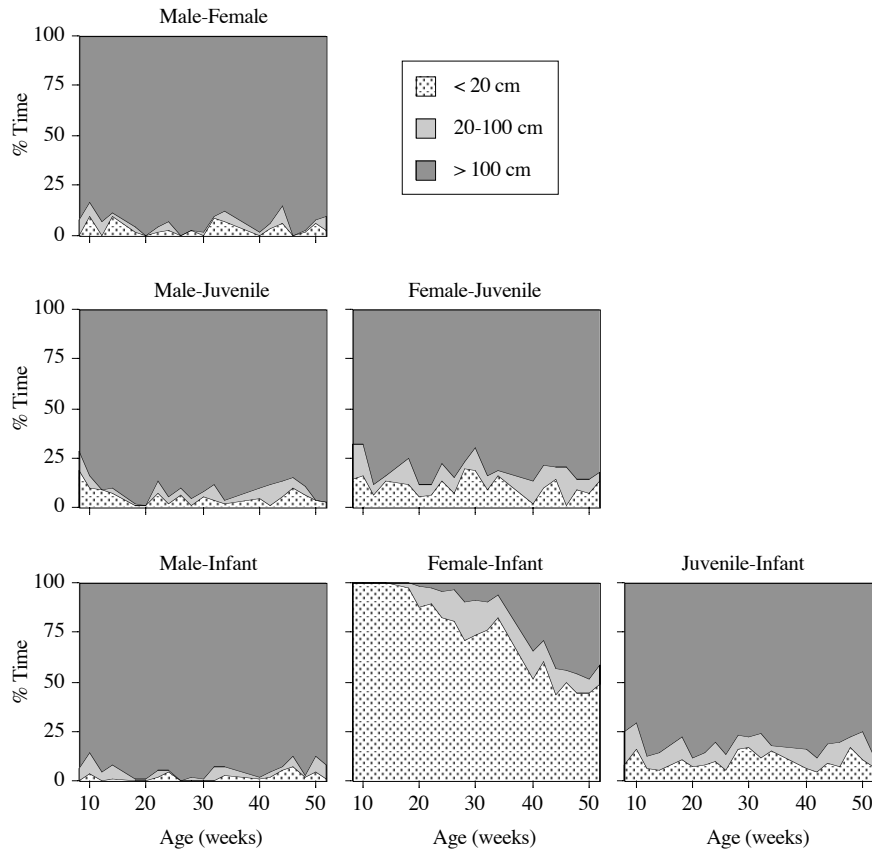 Male-Female
100
75
50
25
0
% Time
< 20 cm
20-100 cm
> 100 cm
Male-Juvenile
Female-Juvenile
100
75
50
25
0
% Time
Male-Infant
Female-Infant
Juvenile-Infant
100
75
50
25
0
% Time
10 20 30 40 50
10 20 30 40 50
10 20 30 40 50
Age (weeks)
Age (weeks)
Age (weeks)